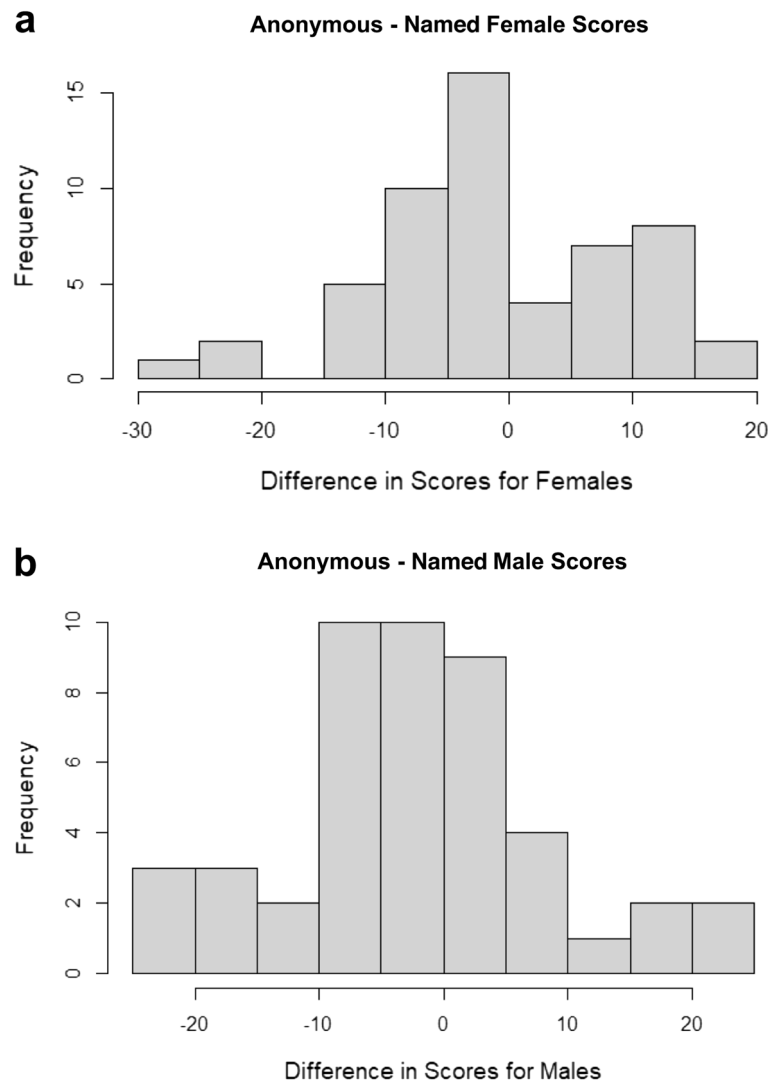 a
Anonymous - Named Female Scores
15
10
5
0
Frequency
-30 -20 -10 0 10 20
Difference in Scores for Females
b
Anonymous - Named Male Scores
10
8
6
4
2
0
Frequency
-20 -10 0 10 20
Difference in Scores for Males